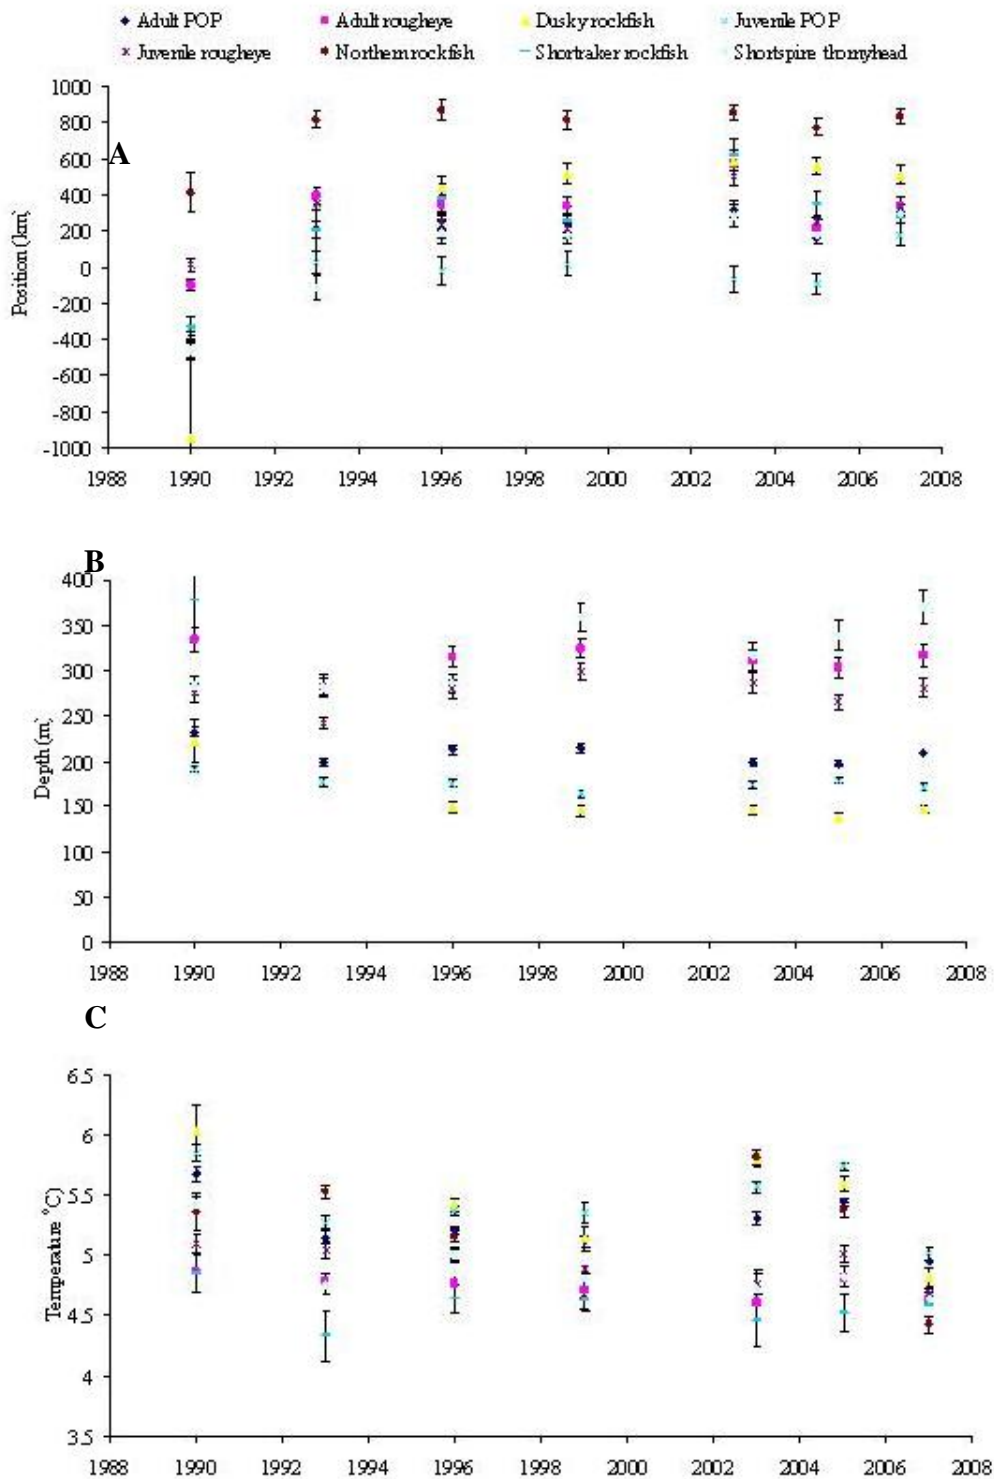 Adult POP Adult rougheye Dusky rockfish Juvenile POP
Juvenile rougheye Northern rockfish Shortraker rockfish Shortspire thornyhead
A
Position (km)
1000
800
600
400
200
0
-200
-400
-600
-800
-1000
1988 1990 1992 1994 1996 1998 2000 2002 2004 2006 2008
B
Depth (m)
400
350
300
250
200
150
100
50
0
1988 1990 1992 1994 1996 1998 2000 2002 2004 2006 2008
C
Temperature °C)
6.5
6
5.5
5
4.5
4
3.5
1988 1990 1992 1994 1996 1998 2000 2002 2004 2006 2008